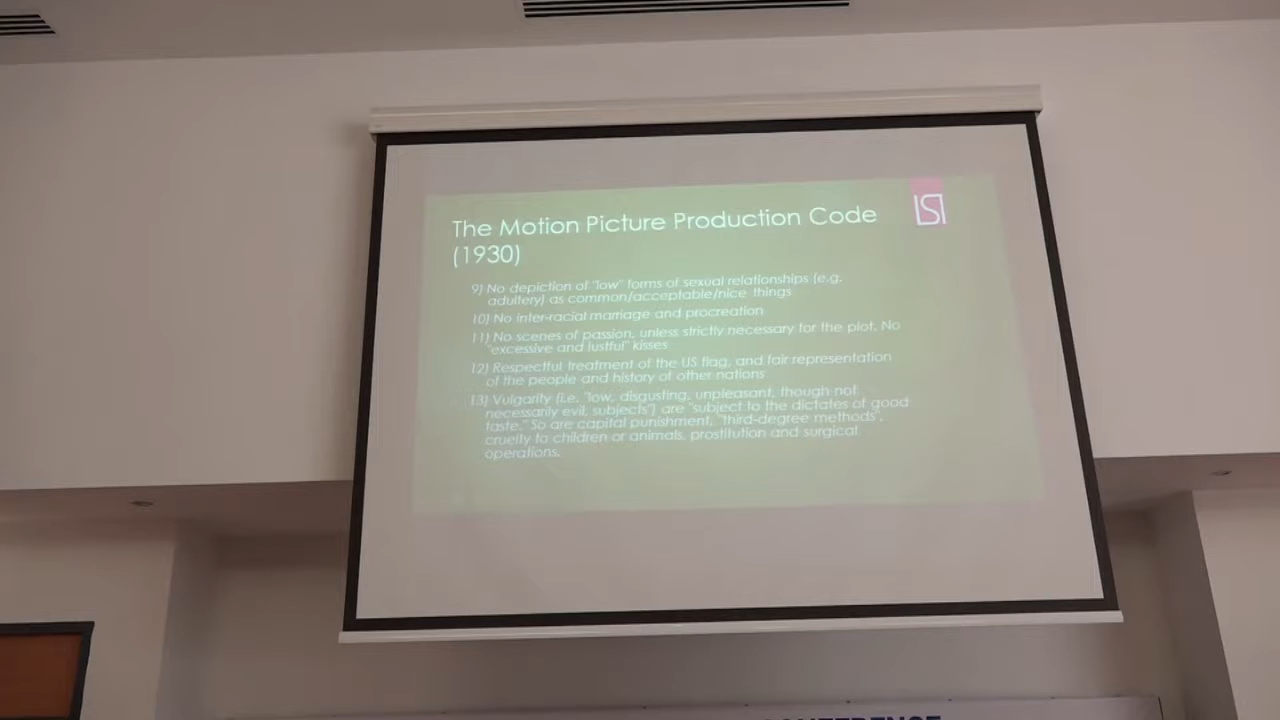 The Motion Picture Production Code
(1930)
LSI
9) No depiction of "low" forms of sexual relationships (e.g.
adultery) as common/acceptable/nice things
10) No inter-racial marriage and procreation
11) No scenes of passion, unless strictly necessary for the plot. No
"excessive and lustful" kisses
12) Respectful treatment of the US flag, and fair representation
of the people and history of other nations
13) Vulgarity (i.e. "low, disgusting, unpleasant, though not
necessarily evil, subjects") are "subject to the dictates of good
taste." So are capital punishment, "third-degree methods",
cruelty to children or animals, prostitution and surgical
operations.
CONFERENCE